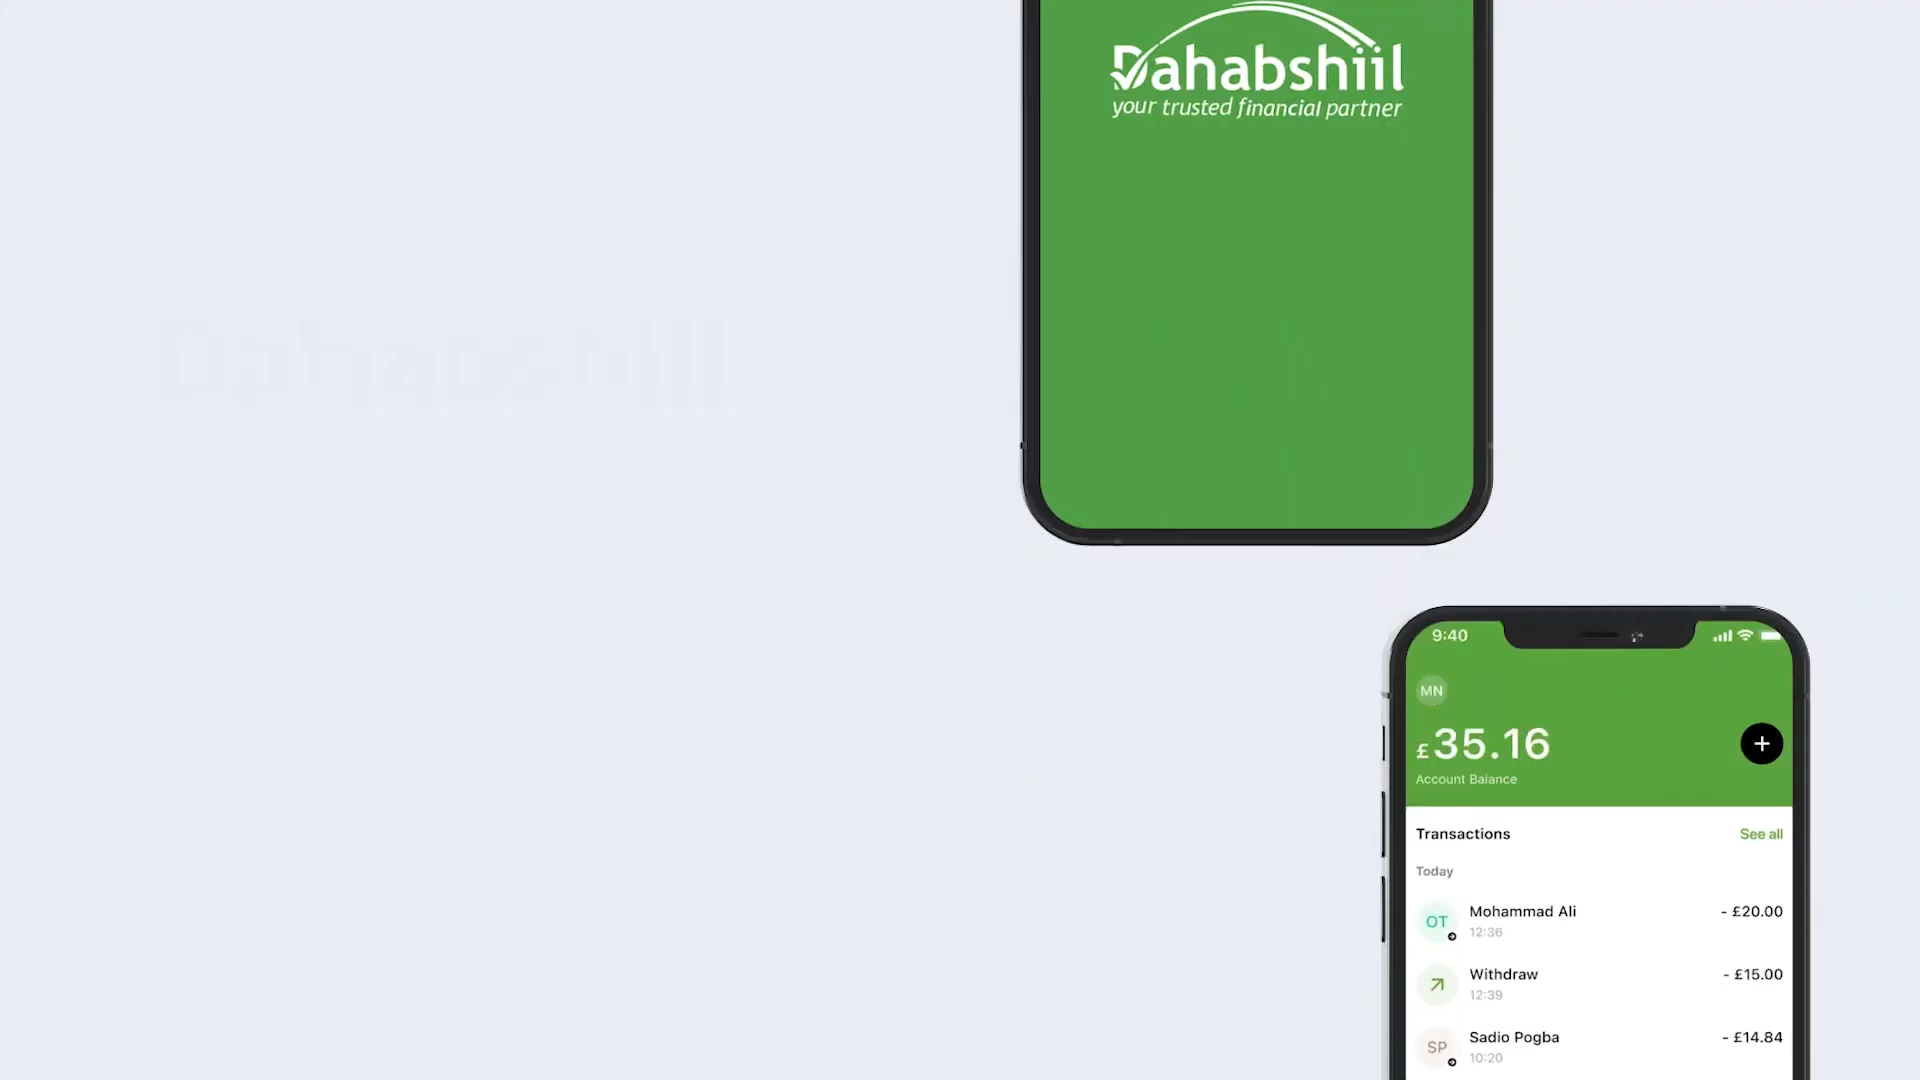 Dahabshiil
your trusted financial partner
Dahabshiil
9:40
MN
£35.16
Account Balance
Transactions
See all
Today
OT
Mohammad Ali
- £20.00
12:36
Withdraw
- £15.00
12:39
SP
Sadio Pogba
- £14.84
10:20